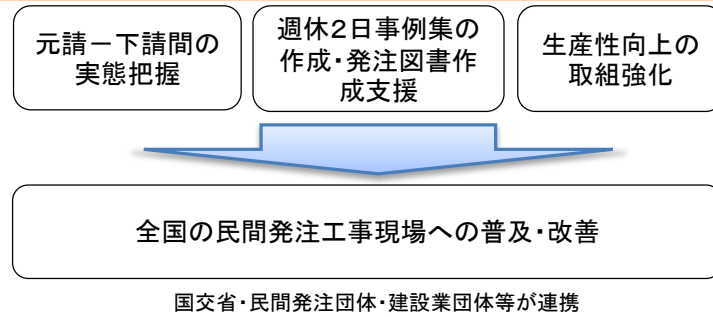 元請－下請間の
実態把握
週休２日事例集の
作成・発注図書作
成支援
生産性向上の
取組強化
全国の民間発注工事現場への普及・改善
国交省・民間発注団体・建設業団体等が連携